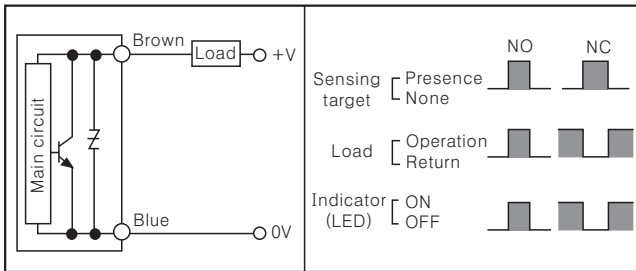 Main circuit
Brown
Load
+V
Blue
0V
NO NC
Sensing target
Presence
None
Load
Operation
Return
Indicator (LED)
ON
OFF